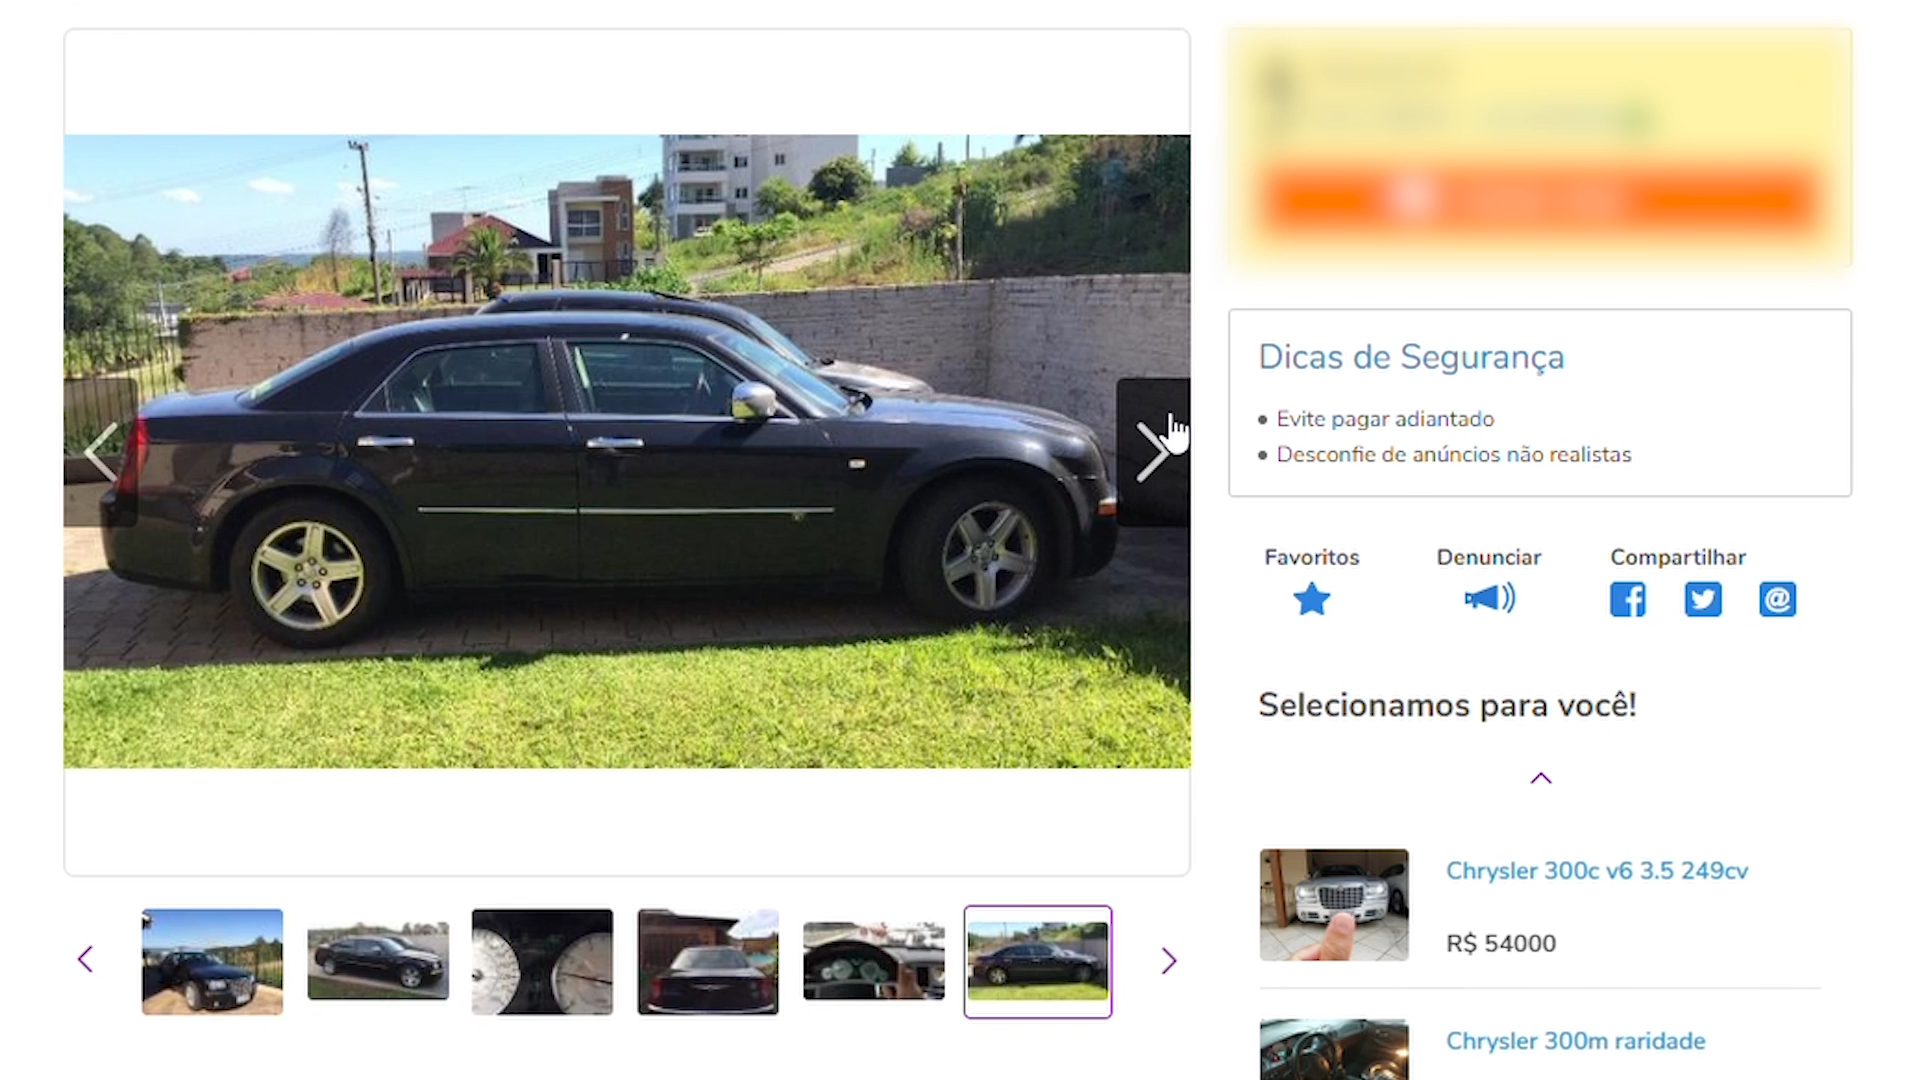 Dicas de Segurança
Evite pagar adiantado
Desconfie de anúncios não realistas
Favoritos
Denunciar
Compartilhar
Selecionamos para você!
Chrysler 300c v6 3.5 249cv
R$ 54000
Chrysler 300m raridade